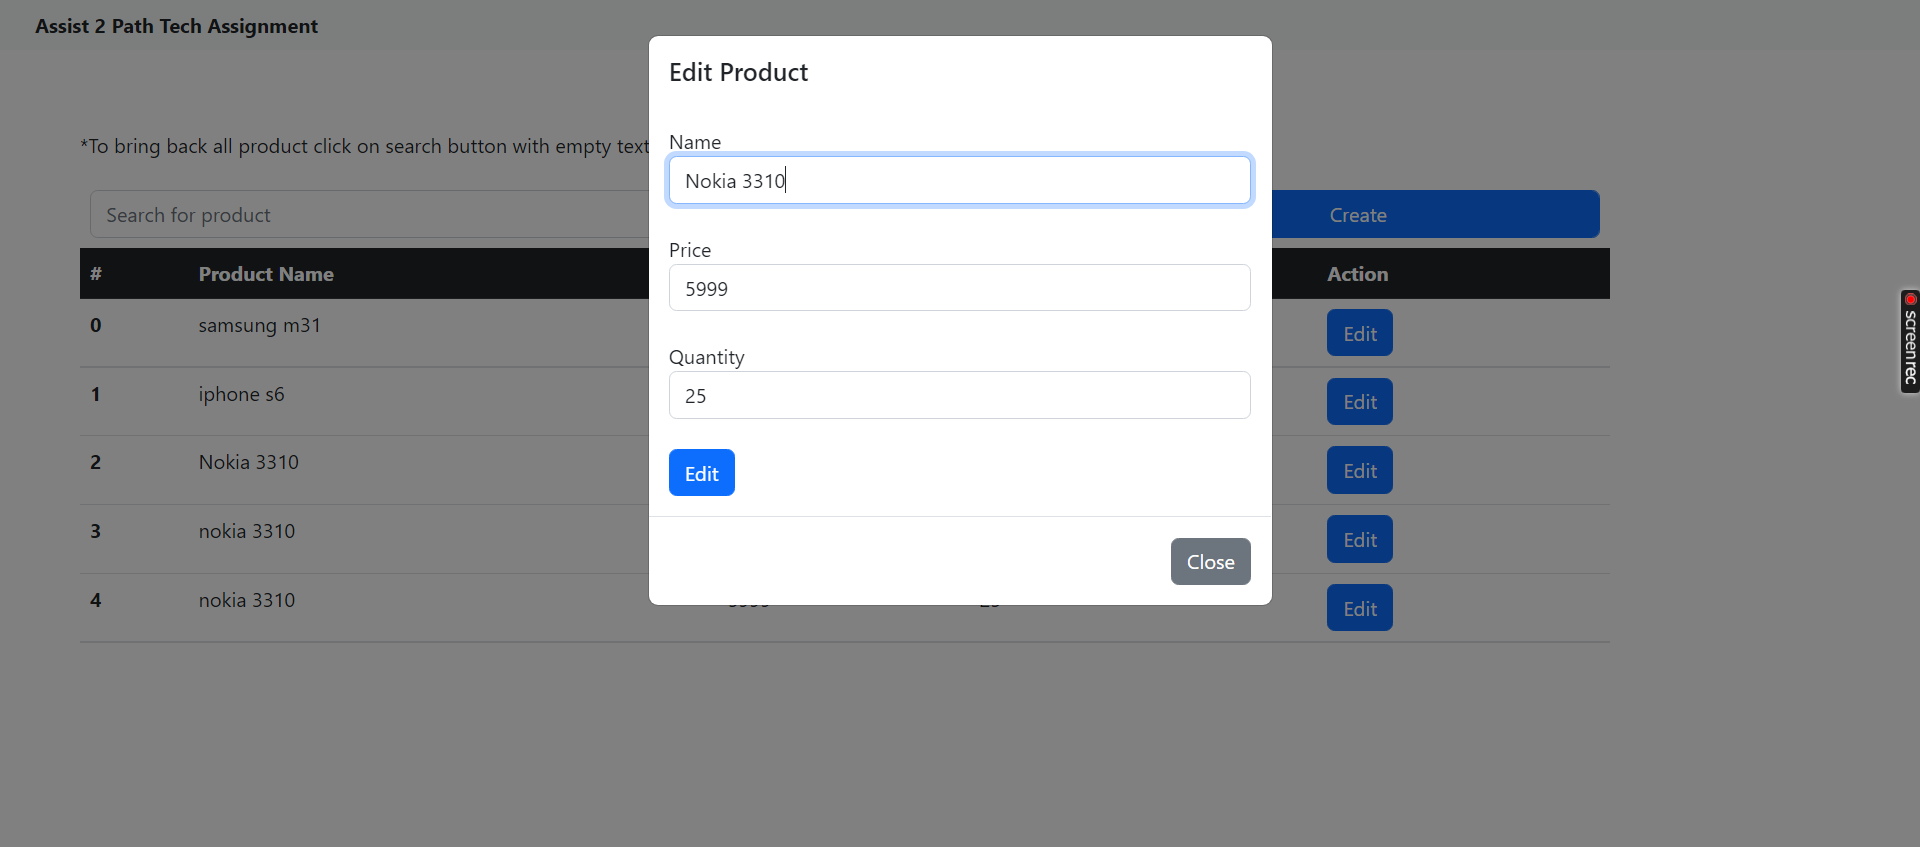 Assist 2 Path Tech Assignment
Edit Product
*To bring back all product click on search button with empty text
Name
Nokia 3310
Search for product
Create
Price
5999
# Product Name Action
0 samsung m31 Edit
Quantity
25
1 iphone s6 Edit
2 Nokia 3310 Edit
Edit
3 nokia 3310 Edit
Close
4 nokia 3310 Edit
screenrec